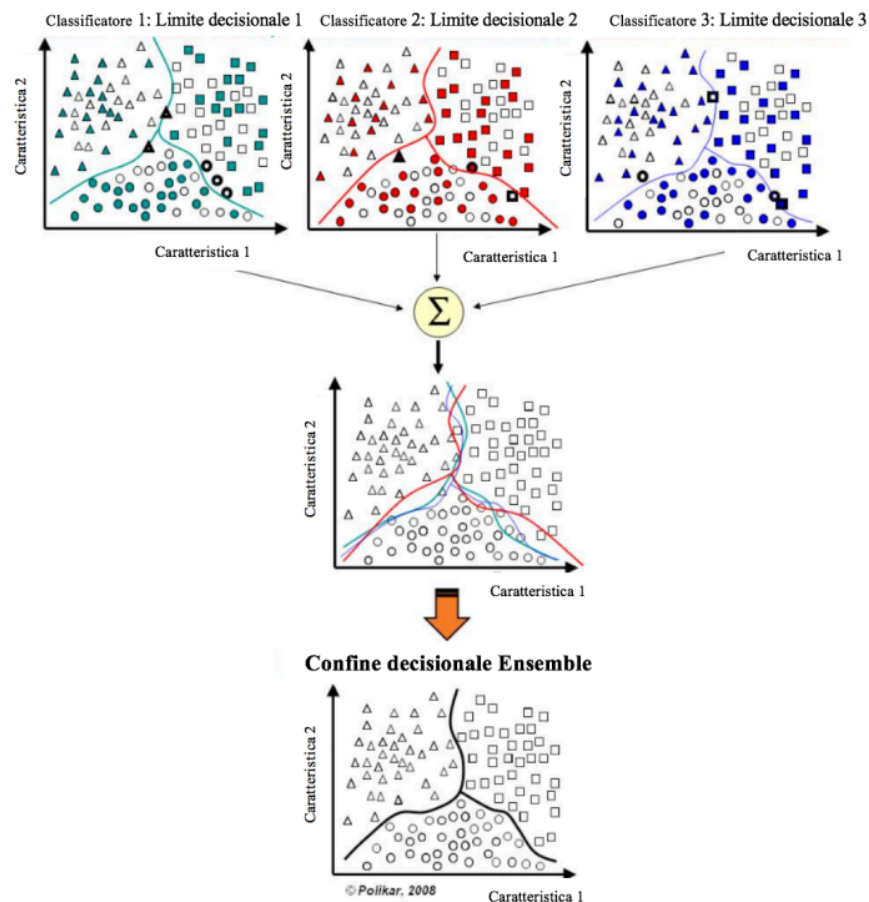 Classificatore 1: Limite decisionale 1
Classificatore 2: Limite decisionale 2
Classificatore 3: Limite decisionale 3
Caratteristica 2
Caratteristica 1
Caratteristica 2
Caratteristica 1
Caratteristica 2
Caratteristica 1
Σ
Caratteristica 2
Caratteristica 1
Confine decisionale Ensemble
Caratteristica 2
© Polikar, 2008
Caratteristica 1